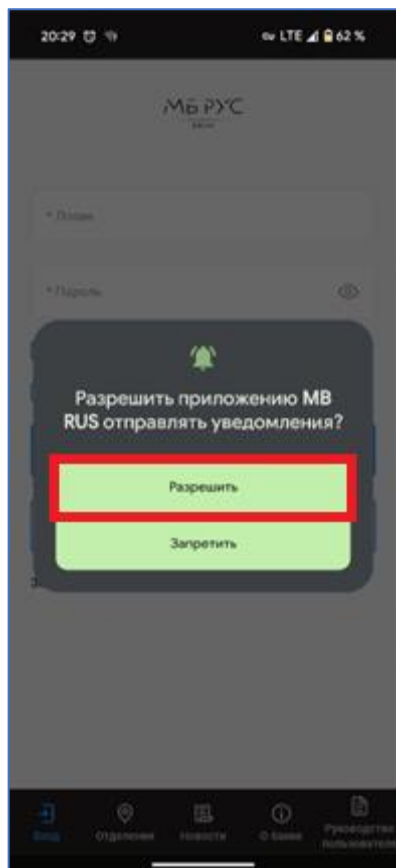 20:29
LTE 62 %
МБ РУС
БАНК
* Логин
* Пароль
Разрешить приложению MB
RUS отправлять уведомления?
Разрешить
Запретить
Вход
Отделения
Новости
О банке
Руководство
пользователя